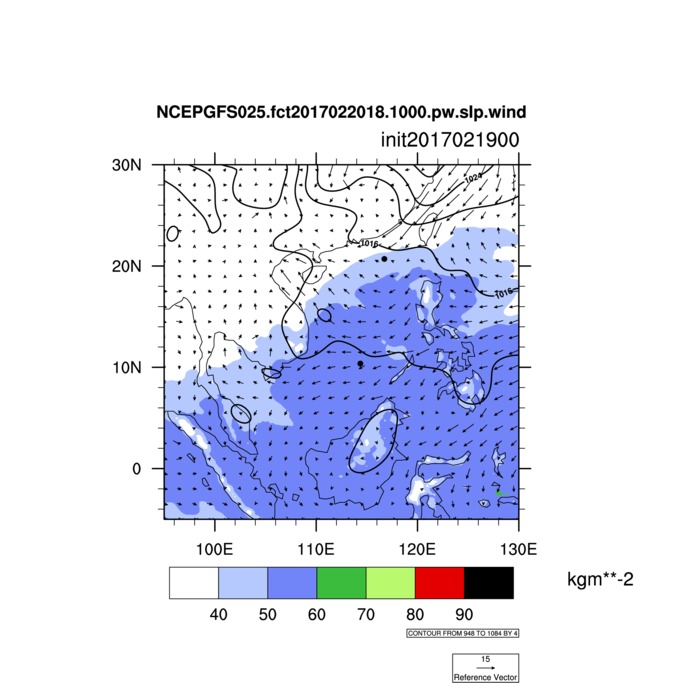 NCEPGFS025.fct2017022018.1000.pw.slp.wind
init2017021900
30N
1024
1016
20N
1016
10N
0
100E 110E 120E 130E
kgm**-2
40 50 60 70 80 90
CONTOUR FROM 948 TO 1084 BY 4
15
Reference Vector